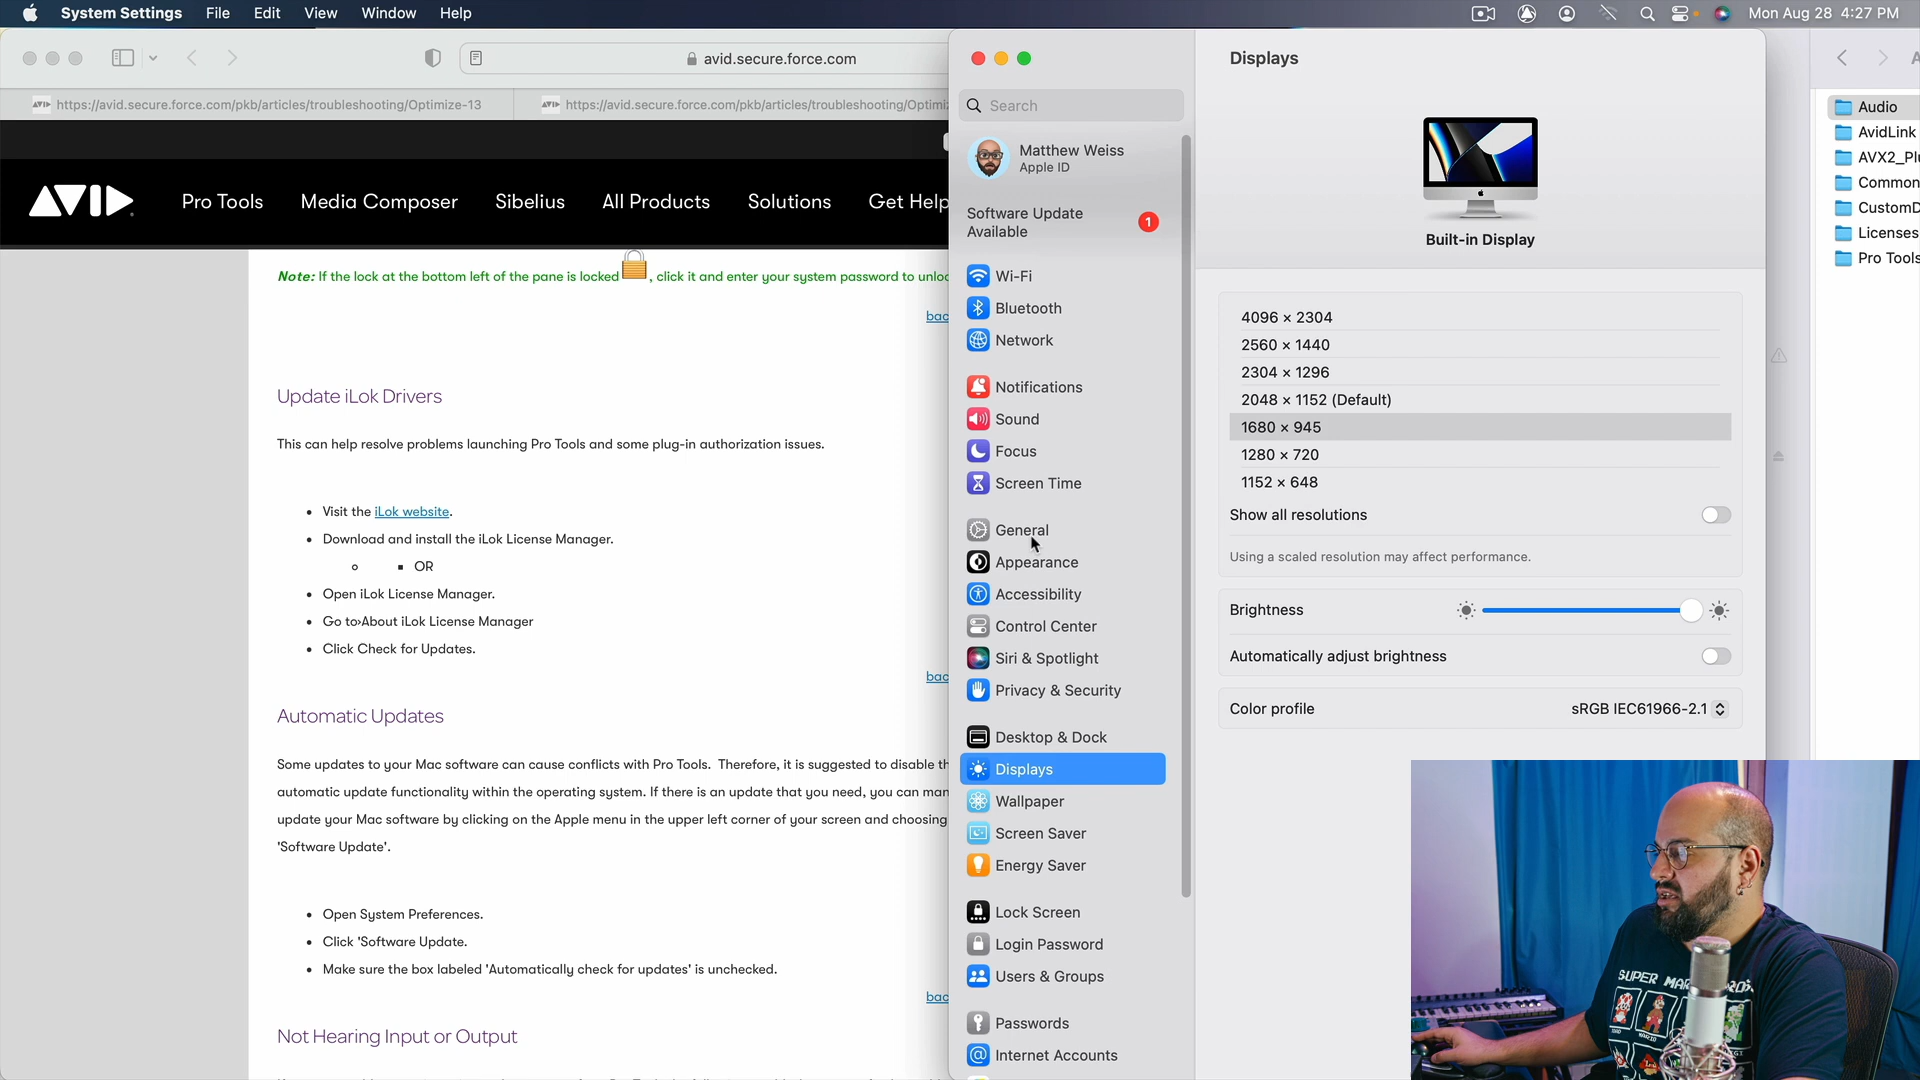 System Settings File Edit View Window Help
Mon Aug 28 4:27 PM
avid.secure.force.com
AVID https://avid.secure.force.com/pkb/articles/troubleshooting/Optimize-13
AVID https://avid.secure.force.com/pkb/articles/troubleshooting/Optimi
AVID
Pro Tools Media Composer Sibelius All Products Solutions Get Help
Note: If the lock at the bottom left of the pane is locked , click it and enter your system password to unloc
bac
Update iLok Drivers
This can help resolve problems launching Pro Tools and some plug-in authorization issues.
• Visit the iLok website.
• Download and install the iLok License Manager.
OR
• Open iLok License Manager.
• Go to>About iLok License Manager
• Click Check for Updates.
bac
Automatic Updates
Some updates to your Mac software can cause conflicts with Pro Tools. Therefore, it is suggested to disable th
automatic update functionality within the operating system. If there is an update that you need, you can man
update your Mac software by clicking on the Apple menu in the upper left corner of your screen and choosing
'Software Update'.
• Open System Preferences.
• Click 'Software Update.
• Make sure the box labeled 'Automatically check for updates' is unchecked.
bac
Not Hearing Input or Output
Search
Matthew Weiss
Apple ID
Software Update
Available
1
Wi-Fi
Bluetooth
Network
Notifications
Sound
Focus
Screen Time
General
Appearance
Accessibility
Control Center
Siri & Spotlight
Privacy & Security
Desktop & Dock
Displays
Wallpaper
Screen Saver
Energy Saver
Lock Screen
Login Password
Users & Groups
Passwords
Internet Accounts
Displays
Built-in Display
4096 × 2304
2560 × 1440
2304 × 1296
2048 × 1152 (Default)
1680 × 945
1280 × 720
1152 × 648
Show all resolutions
Using a scaled resolution may affect performance.
Brightness
Automatically adjust brightness
Color profile sRGB IEC61966-2.1
Audio
AvidLink
AVX2_Plu
Common
CustomD
Licenses
Pro Tools
SUPER MARIO BROS.
MARIO